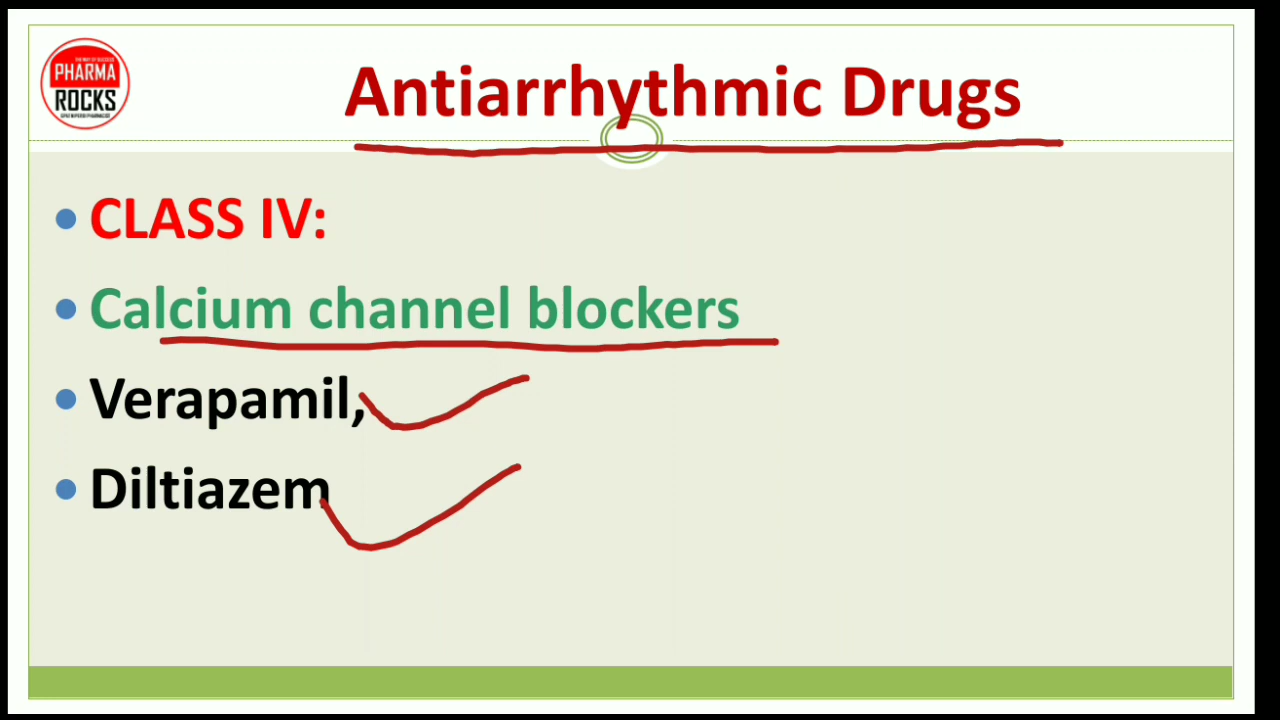 PHARMA
ROCKS
Antiarrhythmic Drugs
• CLASS IV:
• Calcium channel blockers
• Verapamil,
• Diltiazem